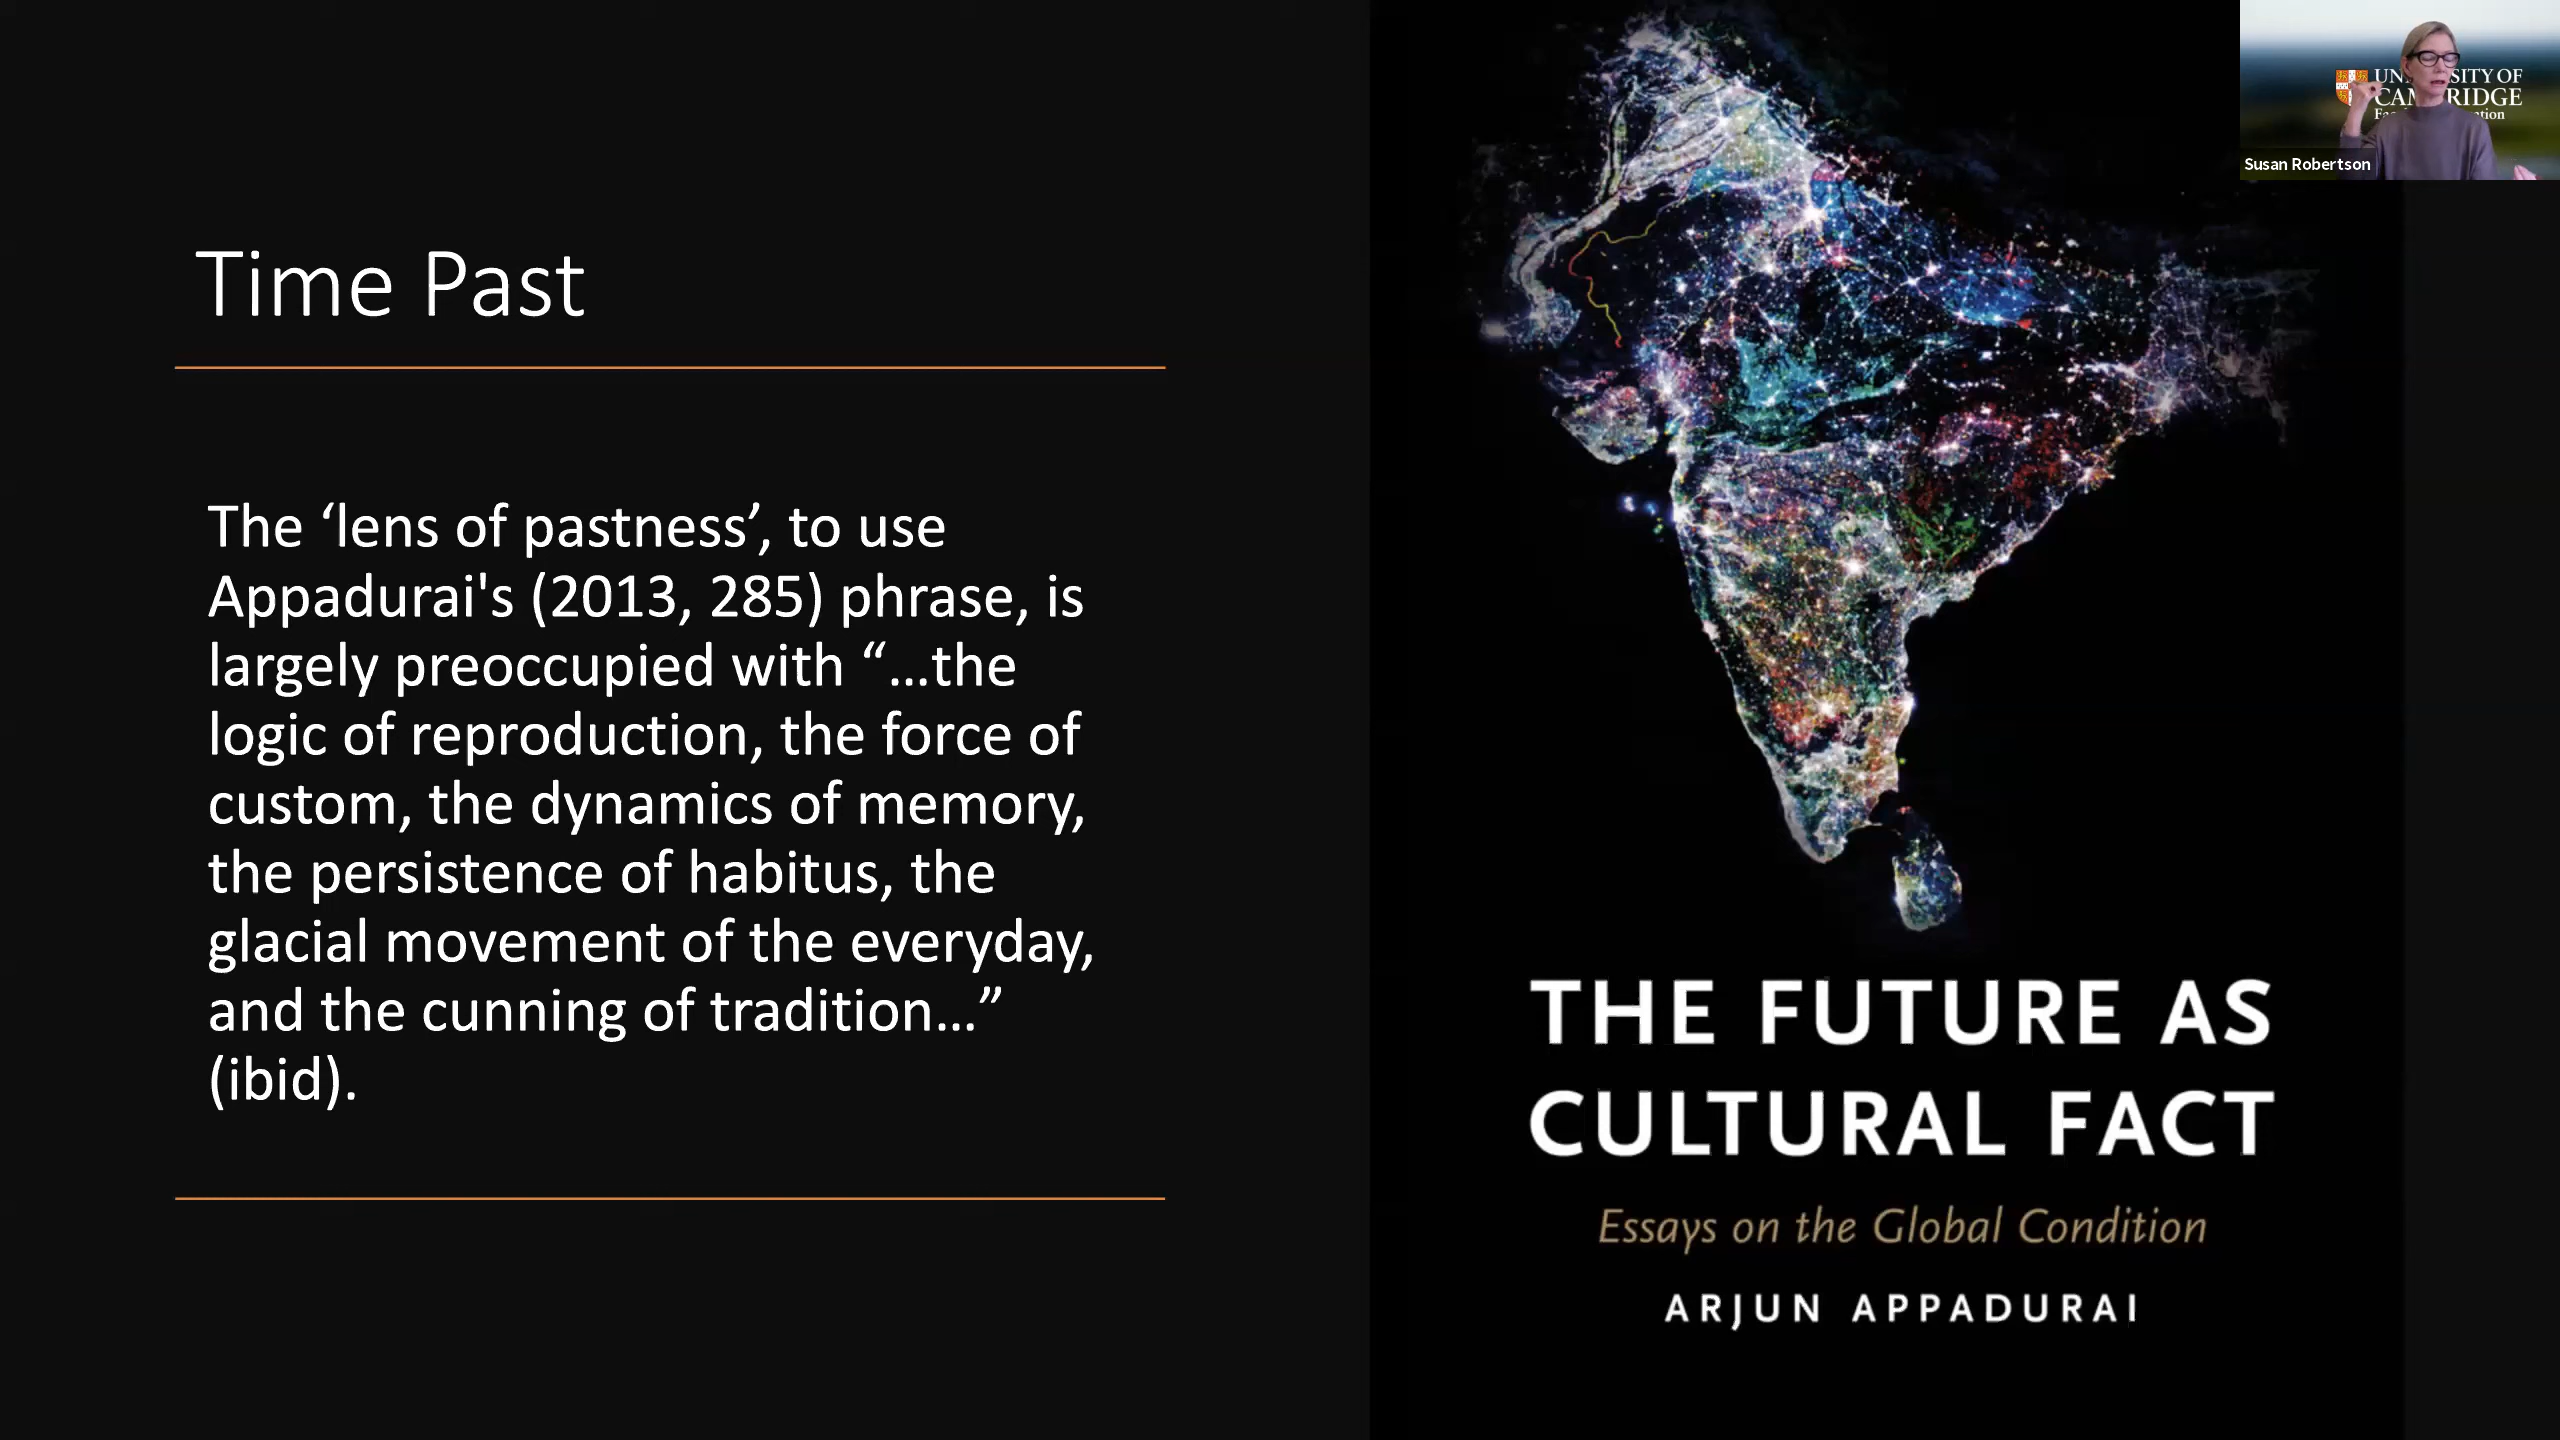 Time Past
The ‘lens of pastness’, to use
Appadurai's (2013, 285) phrase, is
largely preoccupied with “...the
logic of reproduction, the force of
custom, the dynamics of memory,
the persistence of habitus, the
glacial movement of the everyday,
and the cunning of tradition...”
(ibid).
THE FUTURE AS
CULTURAL FACT
Essays on the Global Condition
ARJUN APPADURAI
Susan Robertson
OF